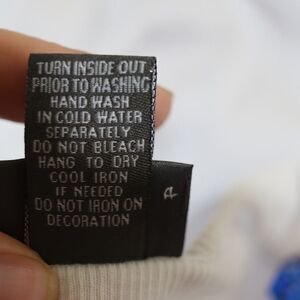 TURN INSIDE OUT
PRIOR TO WASHING
HAND WASH
IN COLD WATER
SEPARATELY
DO NOT BLEACH
HANG TO DRY
COOL IRON
IF NEEDED
DO NOT IRON ON
DECORATION